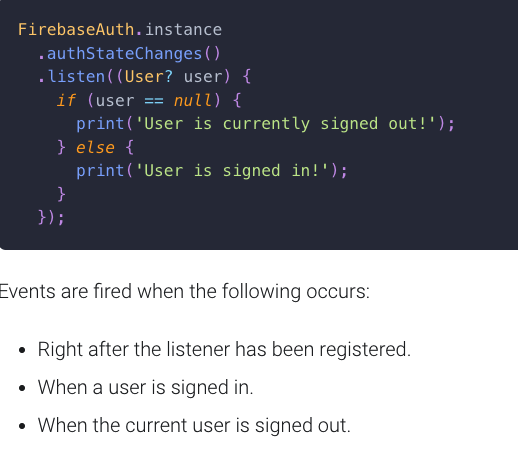 FirebaseAuth.instance
  .authStateChanges()
  .listen((User? user) {
    if (user == null) {
      print('User is currently signed out!');
    } else {
      print('User is signed in!');
    }
  });
Events are fired when the following occurs:
• Right after the listener has been registered.
• When a user is signed in.
• When the current user is signed out.